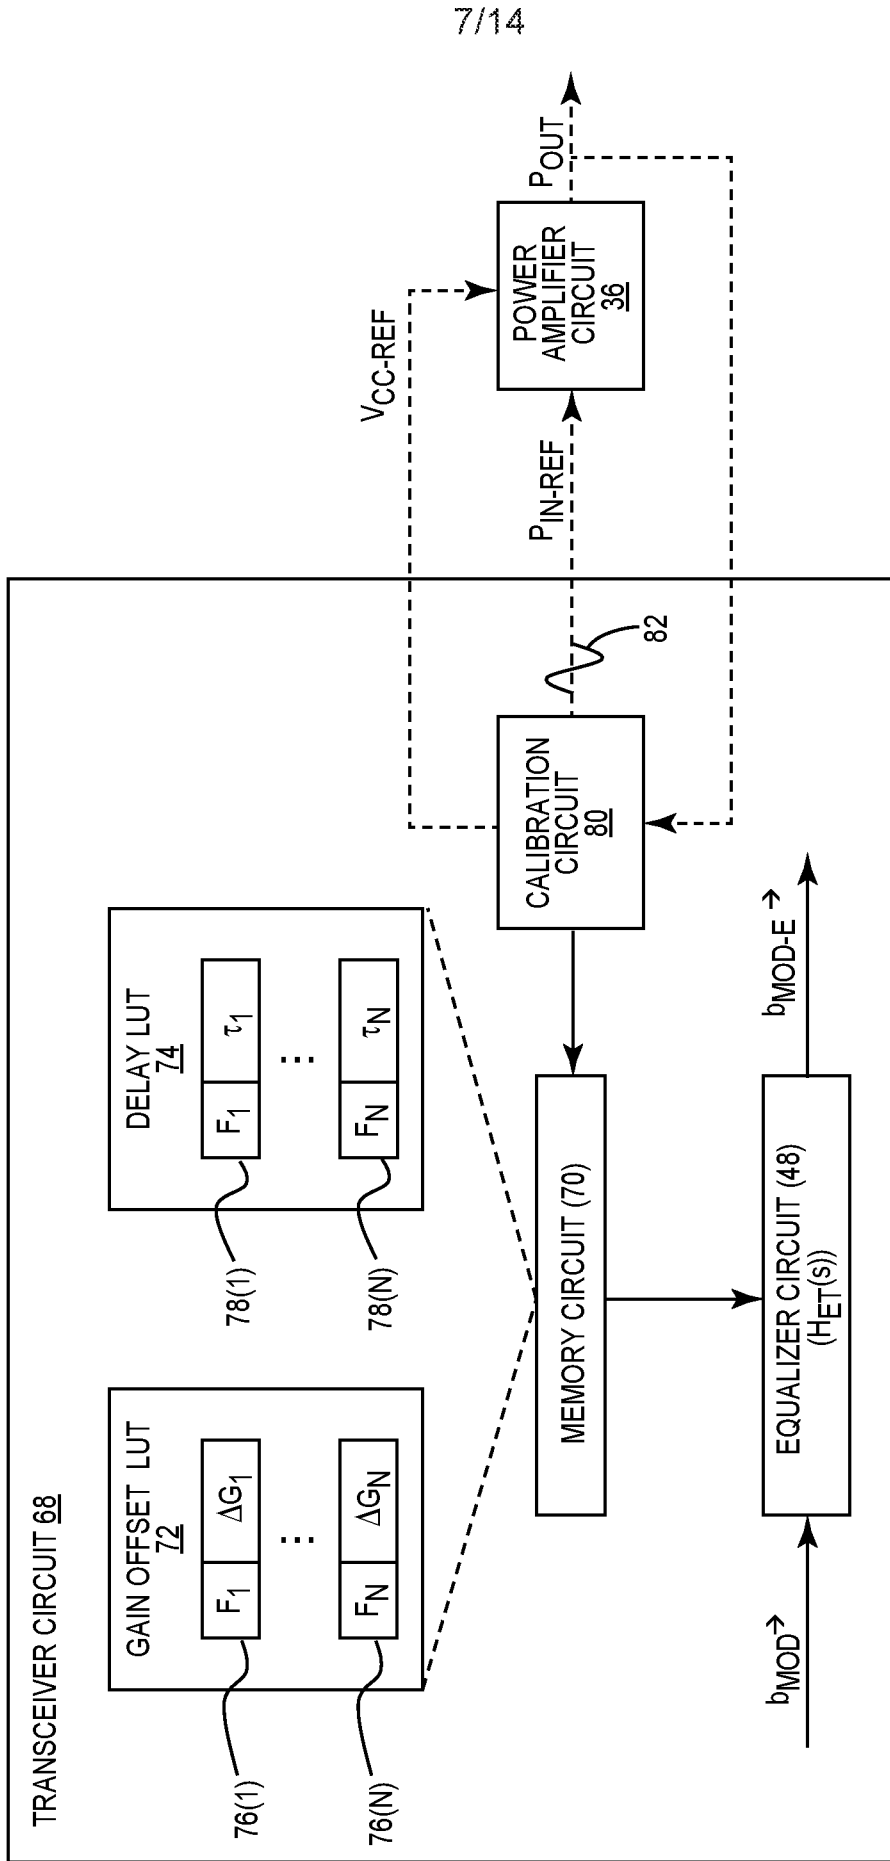 7/14
TRANSCEIVER CIRCUIT 68
GAIN OFFSET LUT
72
F1 ΔG1
...
FN ΔGN
76(1)
76(N)
DELAY LUT
74
F1 τ1
...
FN τN
78(1)
78(N)
MEMORY CIRCUIT (70)
CALIBRATION
CIRCUIT
80
82
VCC-REF
PIN-REF
POWER
AMPLIFIER
CIRCUIT
36
POUT
bMOD→
EQUALIZER CIRCUIT (48)
(HET(s))
bMOD-E→